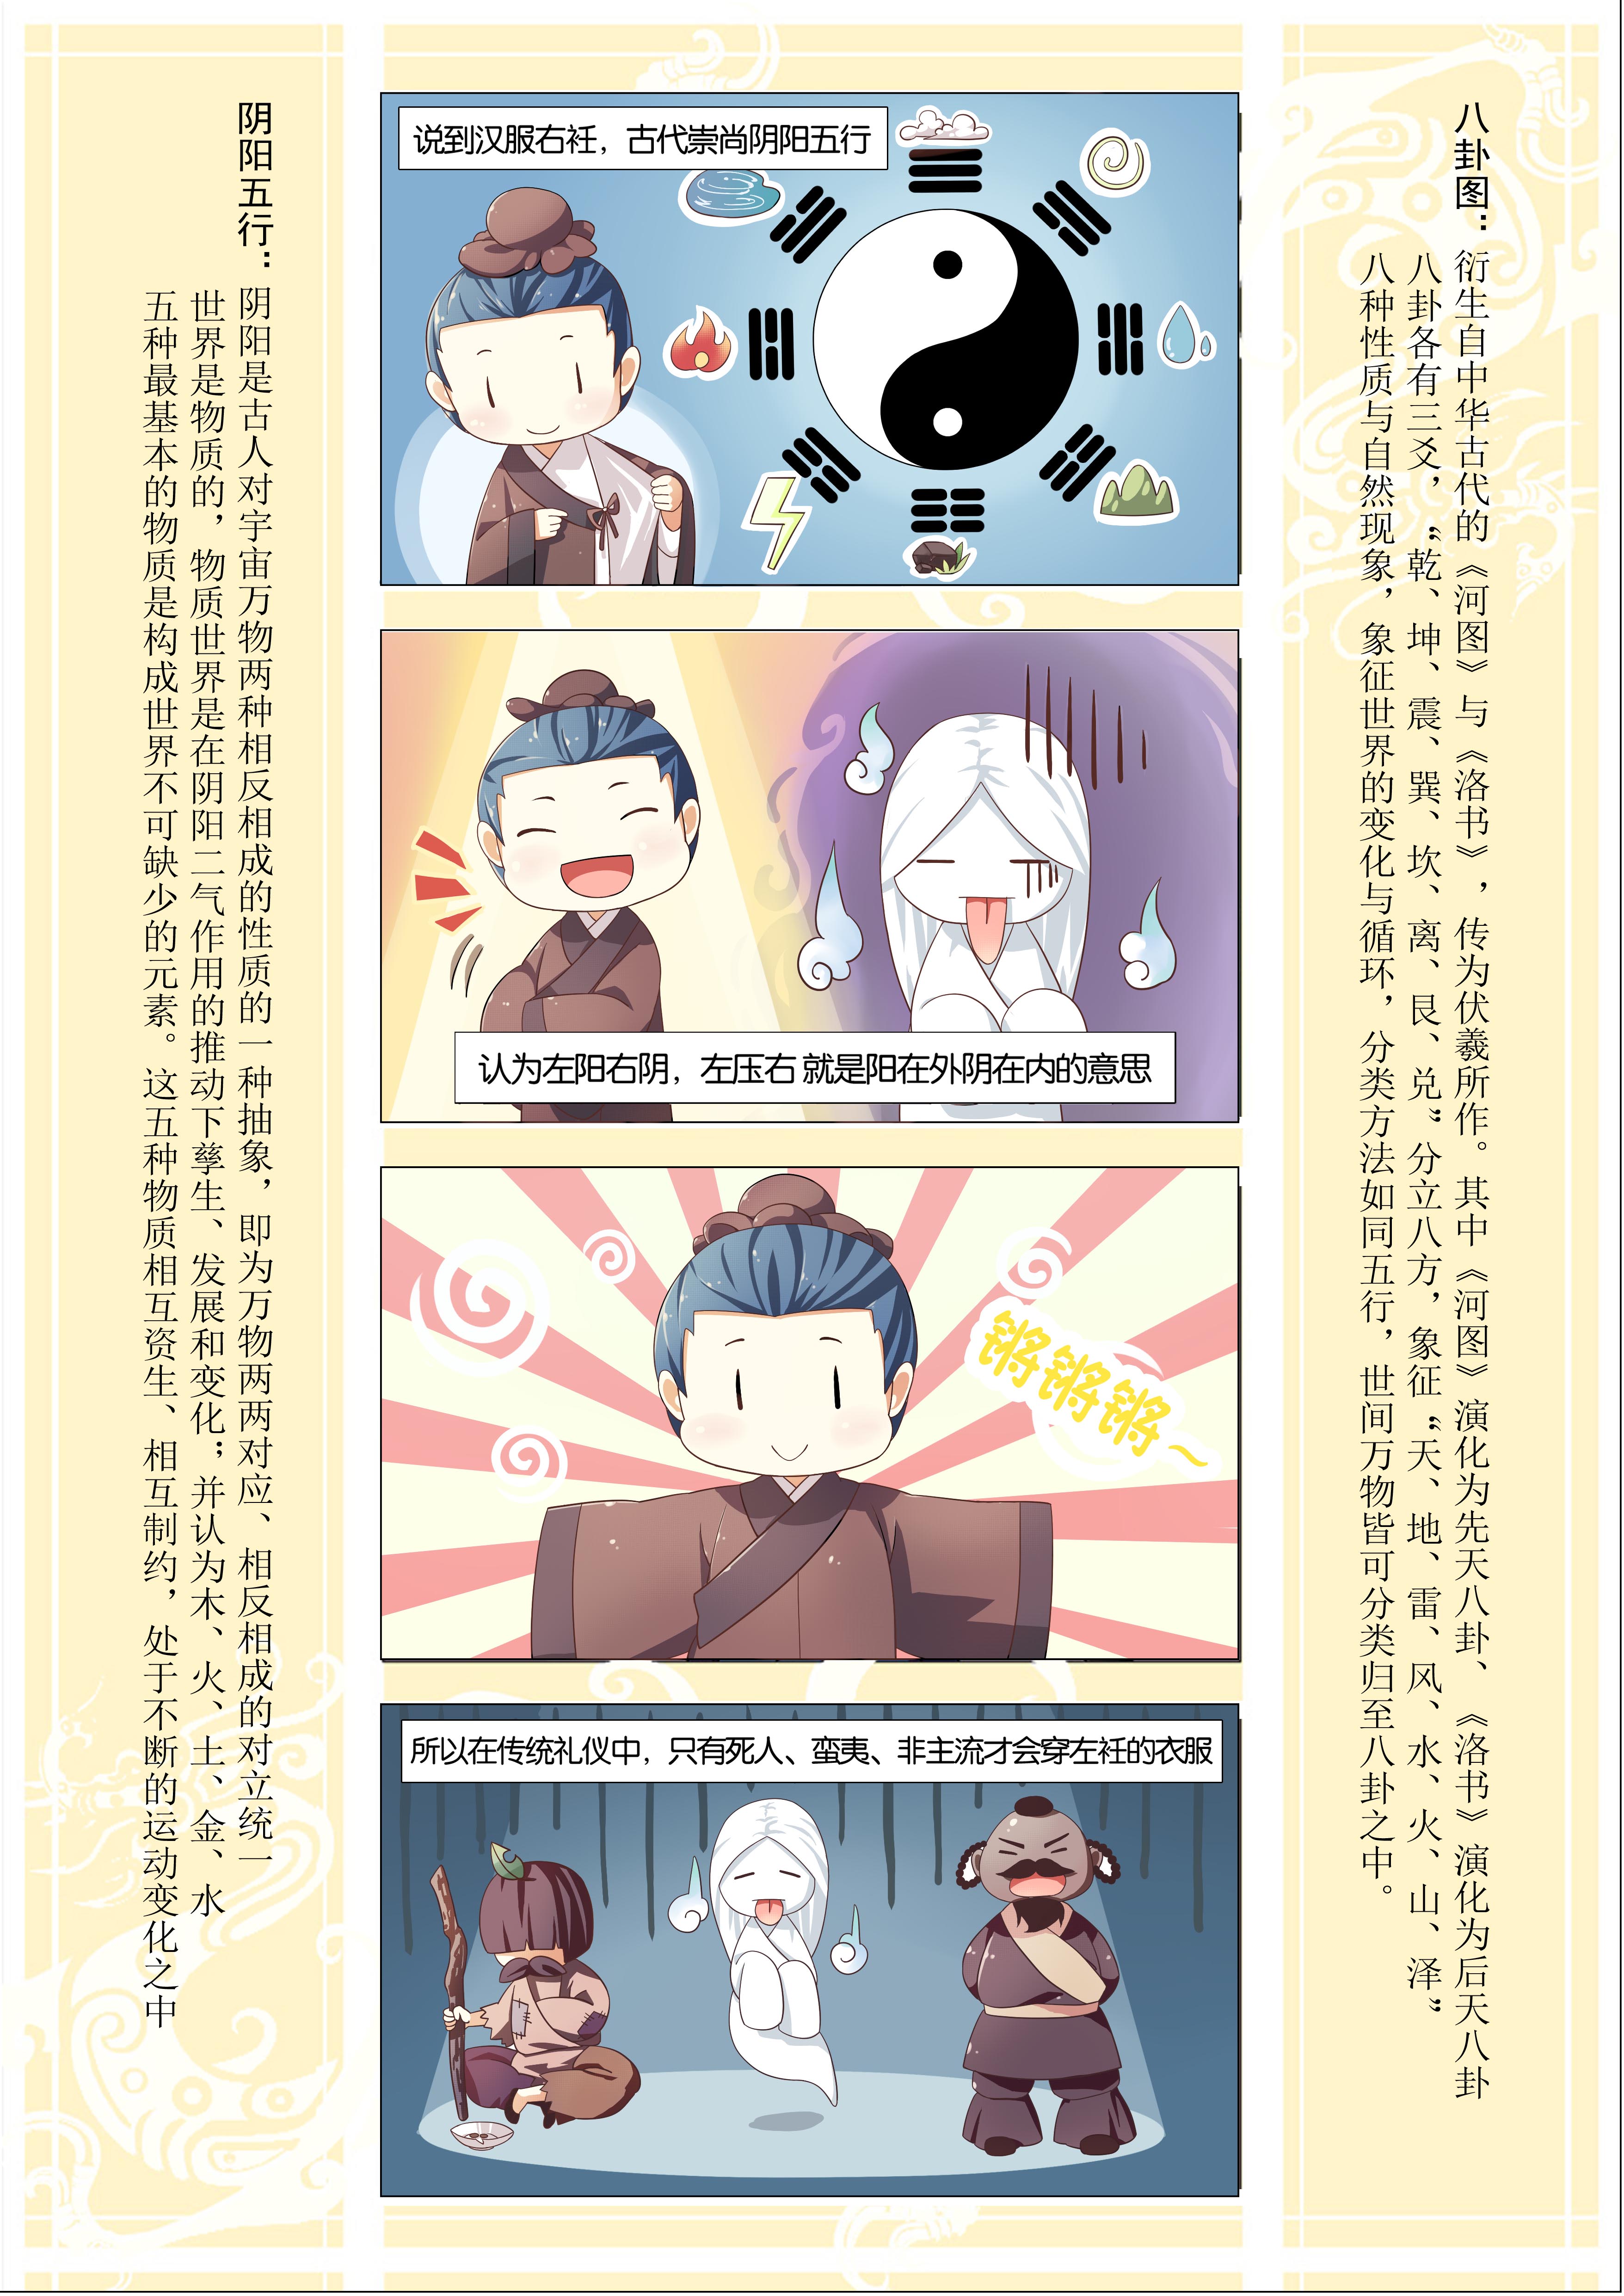 八卦图：衍生自中华古代的《河图》与《洛书》，传为伏羲所作。其中《河图》演化为先天八卦、《洛书》演化为后天八卦
八卦各有三爻，“乾、坤、震、巽、坎、离、艮、兑”分立八方，象征“天、地、雷、风、水、火、山、泽”
八种性质与自然现象，象征世界的变化与循环，分类方法如同五行，世间万物皆可分类归至八卦之中。
说到汉服右衽，古代崇尚阴阳五行
认为左阳右阴，左压右 就是阳在外阴在内的意思
锵锵锵～
所以在传统礼仪中，只有死人、蛮夷、非主流才会穿左衽的衣服
阴阳五行：阴阳是古人对宇宙万物两种相反相成的性质的一种抽象，即为万物两两对应、相反相成的对立统一
世界是物质的，物质世界是在阴阳二气作用的推动下孳生、发展和变化；并认为木、火、土、金、水
五种最基本的物质是构成世界不可缺少的元素。这五种物质相互资生、相互制约，处于不断的运动变化之中